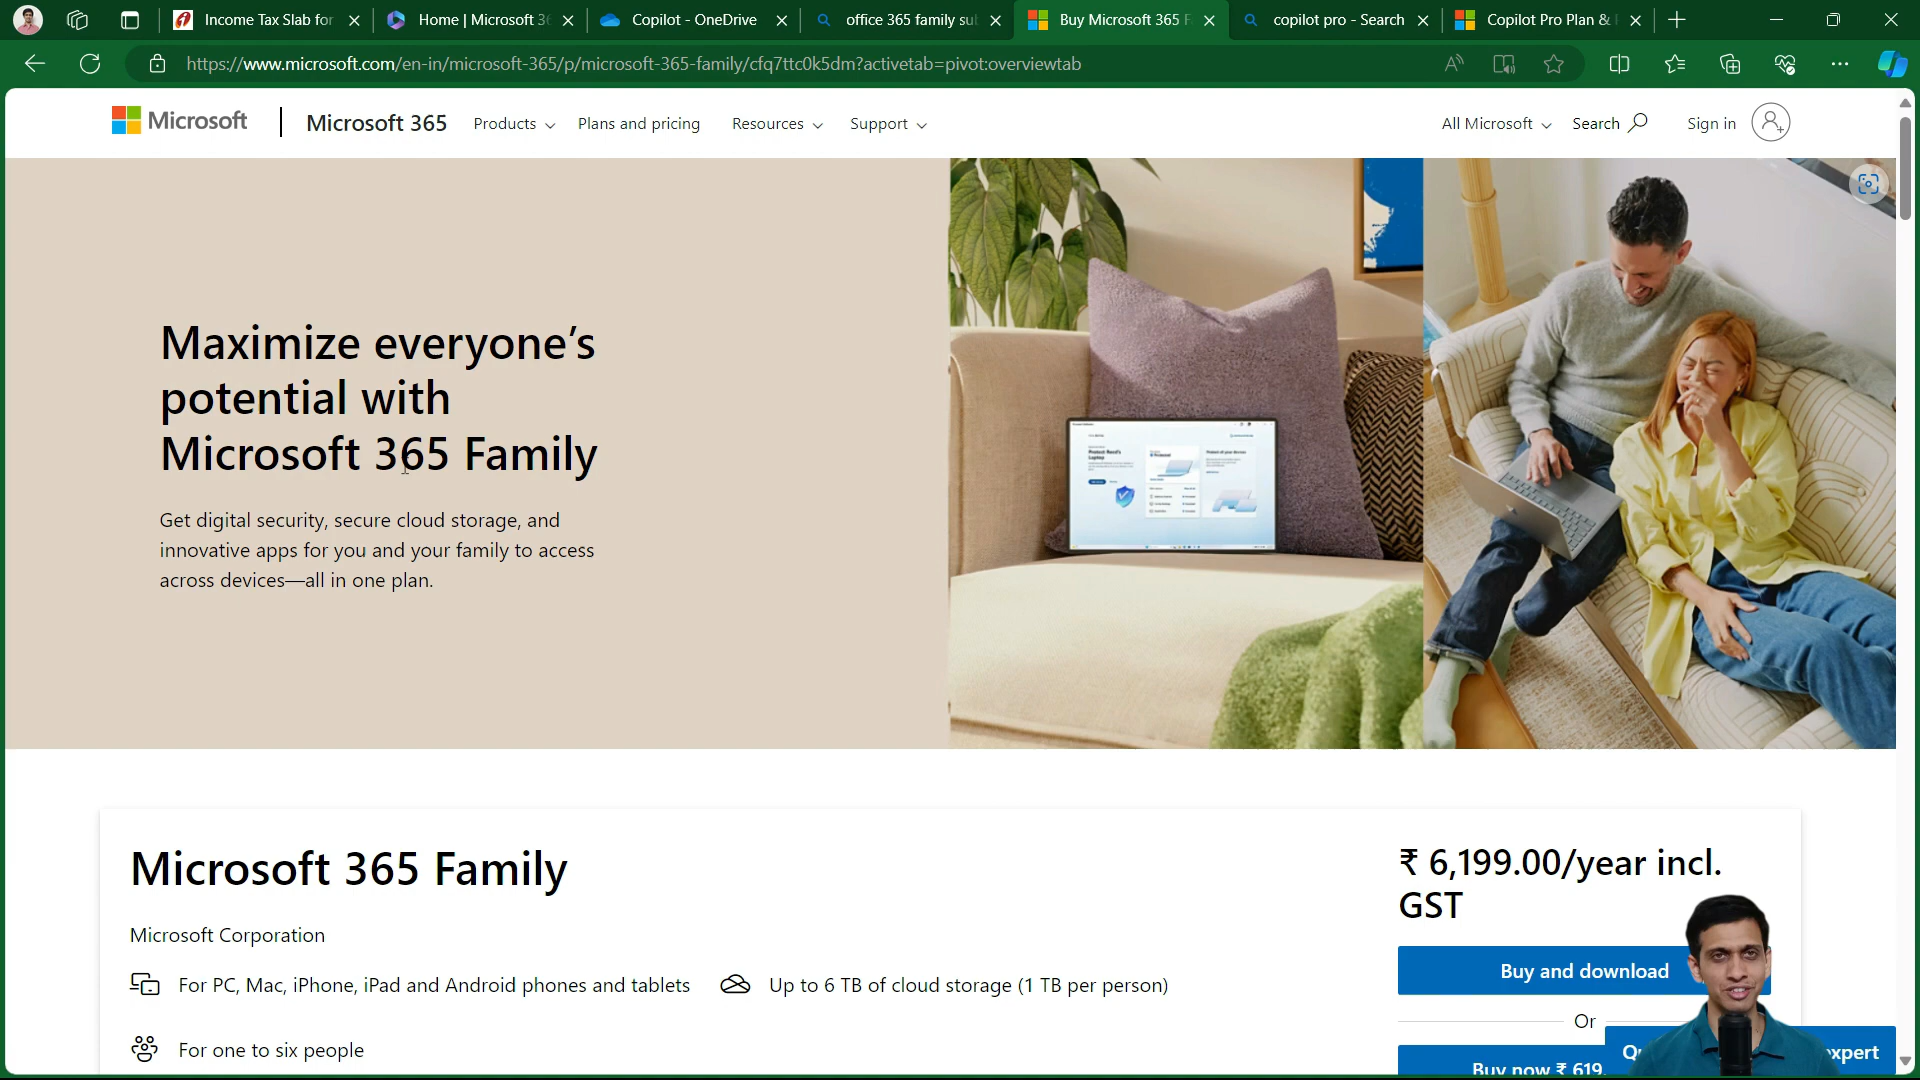 Income Tax Slab for
Home | Microsoft 36
Copilot - OneDrive
office 365 family su
Buy Microsoft 365 F
copilot pro - Search
Copilot Pro Plan &
https://www.microsoft.com/en-in/microsoft-365/p/microsoft-365-family/cfq7ttc0k5dm?activetab=pivot:overviewtab
Microsoft
Microsoft 365
Products
Plans and pricing
Resources
Support
All Microsoft
Search
Sign in
Maximize everyone's
potential with
Microsoft 365 Family
Get digital security, secure cloud storage, and
innovative apps for you and your family to access
across devices—all in one plan.
Microsoft 365 Family
₹ 6,199.00/year incl.
GST
Microsoft Corporation
Buy and download
For PC, Mac, iPhone, iPad and Android phones and tablets
Up to 6 TB of cloud storage (1 TB per person)
Or
For one to six people
Buy now ₹ 619.